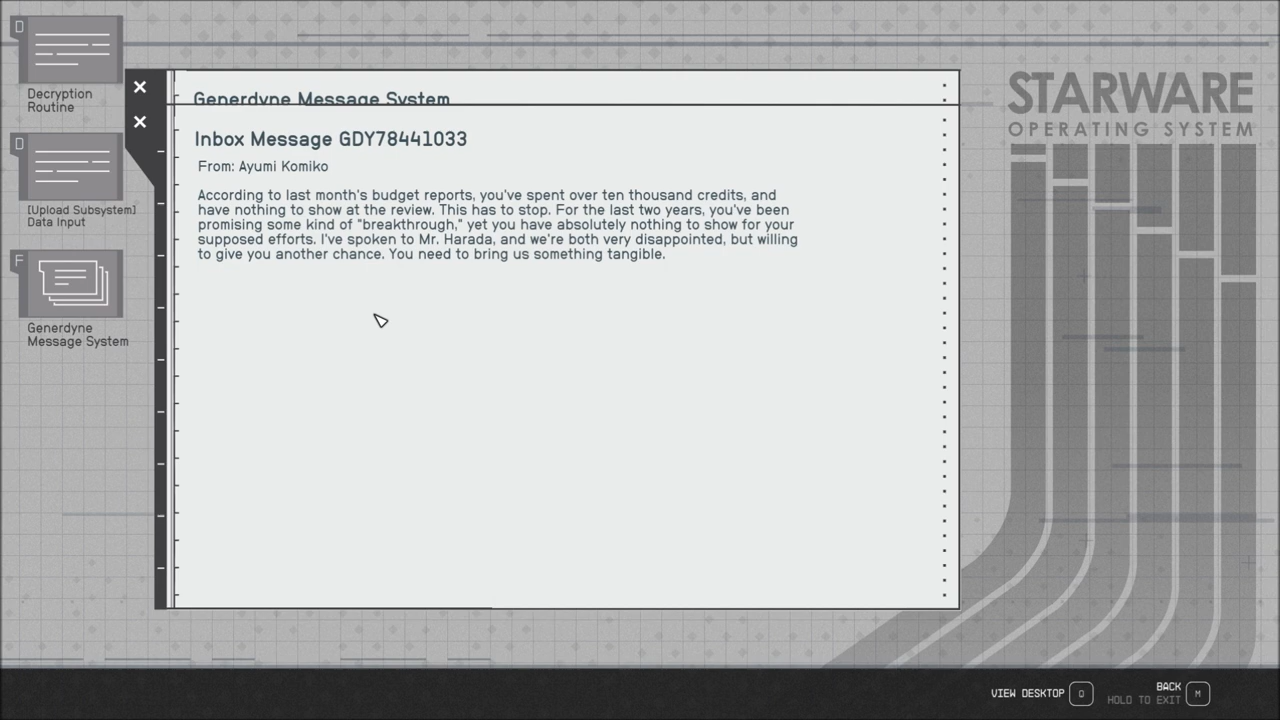 D
Decryption
Routine
D
[Upload Subsystem]
Data Input
F
Generdyne
Message System
Generdyne Message System
Inbox Message GDY78441033
From: Ayumi Komiko
According to last month's budget reports, you've spent over ten thousand credits, and
have nothing to show at the review. This has to stop. For the last two years, you've been
promising some kind of "breakthrough," yet you have absolutely nothing to show for your
supposed efforts. I've spoken to Mr. Harada, and we're both very disappointed, but willing
to give you another chance. You need to bring us something tangible.
STARWARE
OPERATING SYSTEM
VIEW DESKTOP Q
BACK
HOLD TO EXIT M